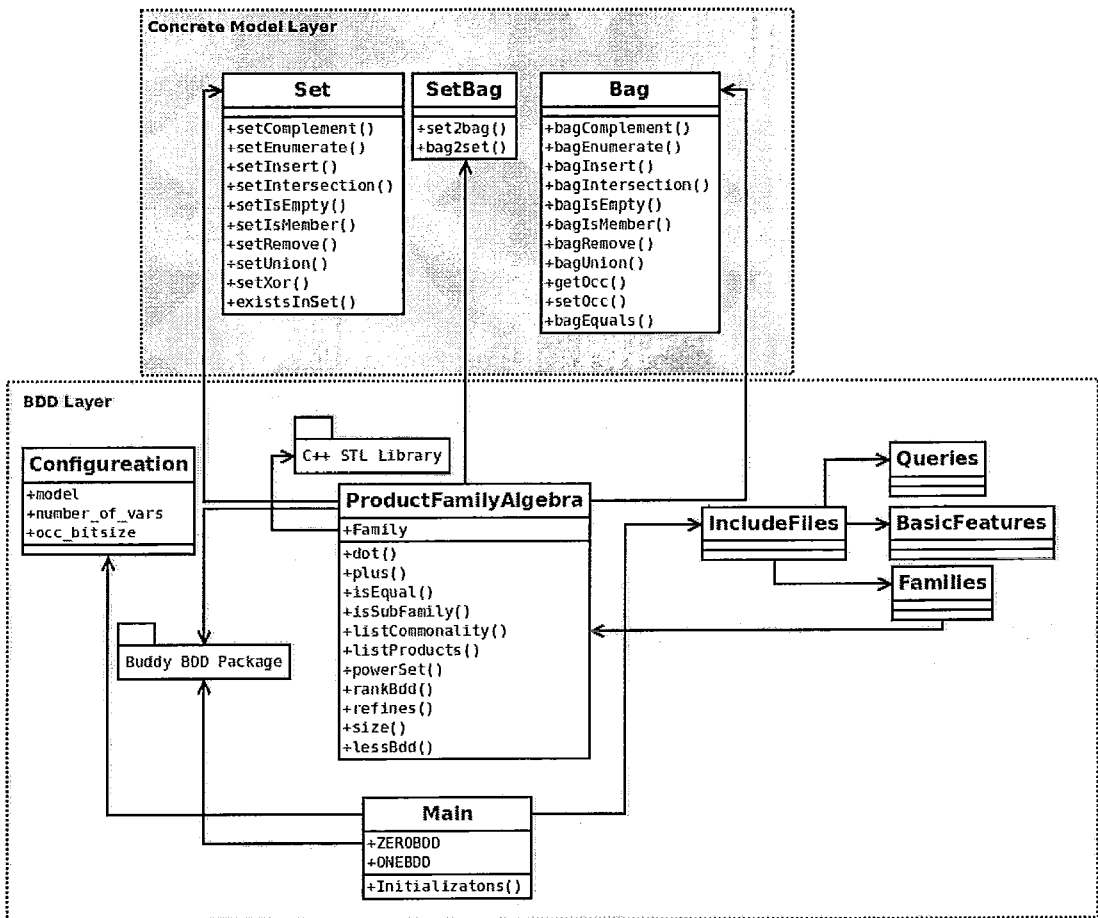 Concrete Model Layer
Set
+setComplement()
+setEnumerate()
+setInsert()
+setIntersection()
+setIsEmpty()
+setIsMember()
+setRemove()
+setUnion()
+setXor()
+existsInSet()
SetBag
+set2bag()
+bag2set()
Bag
+bagComplement()
+bagEnumerate()
+bagInsert()
+bagIntersection()
+bagIsEmpty()
+bagIsMember()
+bagRemove()
+bagUnion()
+getOcc()
+setOcc()
+bagEquals()
BDD Layer
Configureation
+model
+number_of_vars
+occ_bitsize
C++ STL Library
Buddy BDD Package
ProductFamilyAlgebra
+Family
+dot()
+plus()
+isEqual()
+isSubFamily()
+listCommonality()
+listProducts()
+powerSet()
+rankBdd()
+refines()
+size()
+lessBdd()
IncludeFiles
Queries
BasicFeatures
Families
Main
+ZEROBDD
+ONEBDD
+Initializatons()